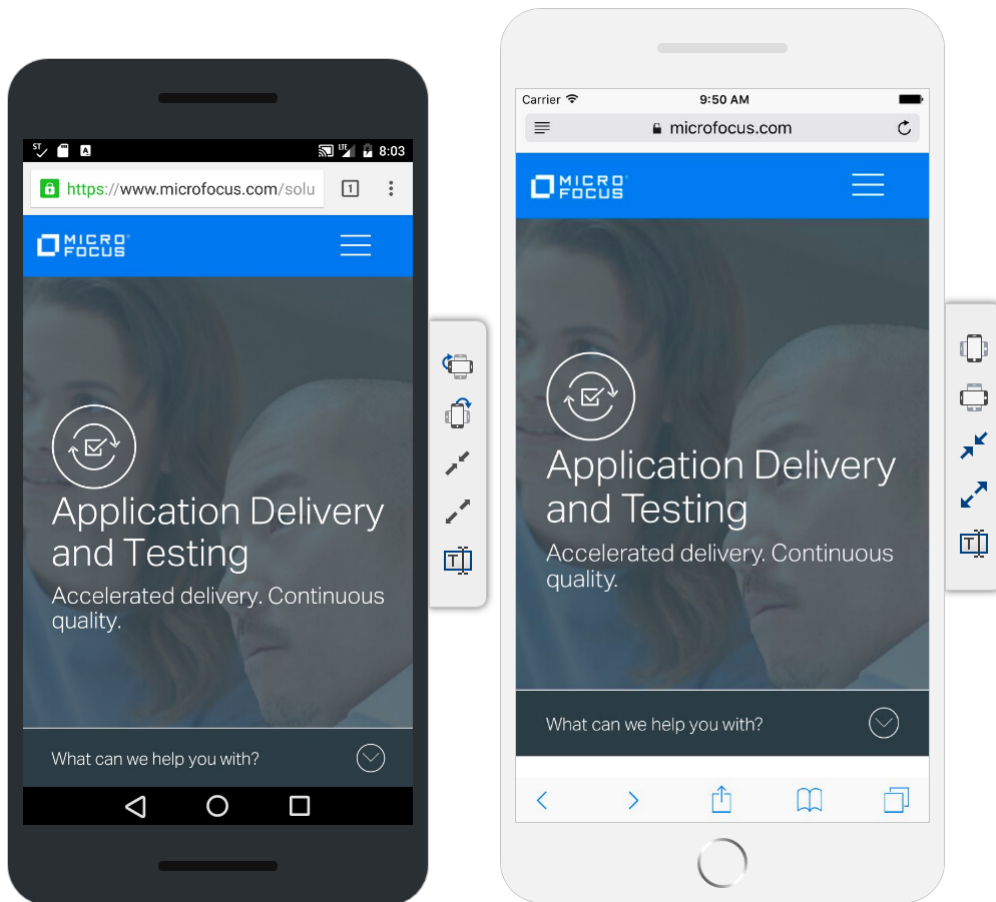 ST A LTE 8:03
https://www.microfocus.com/solu 1
MICRO
FOCUS
Application Delivery
and Testing
Accelerated delivery. Continuous
quality.
What can we help you with?
T
Carrier 9:50 AM
microfocus.com
MICRO
FOCUS
Application Delivery
and Testing
Accelerated delivery. Continuous
quality.
What can we help you with?
T